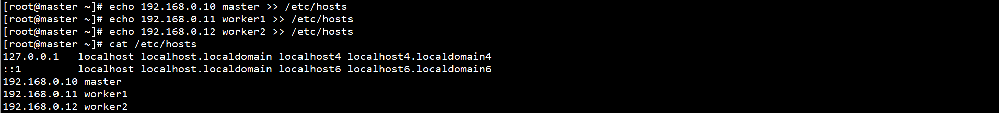 [root@master ~]# echo 192.168.0.10 master >> /etc/hosts
[root@master ~]# echo 192.168.0.11 worker1 >> /etc/hosts
[root@master ~]# echo 192.168.0.12 worker2 >> /etc/hosts
[root@master ~]# cat /etc/hosts
127.0.0.1   localhost localhost.localdomain localhost4 localhost4.localdomain4
::1         localhost localhost.localdomain localhost6 localhost6.localdomain6
192.168.0.10 master
192.168.0.11 worker1
192.168.0.12 worker2